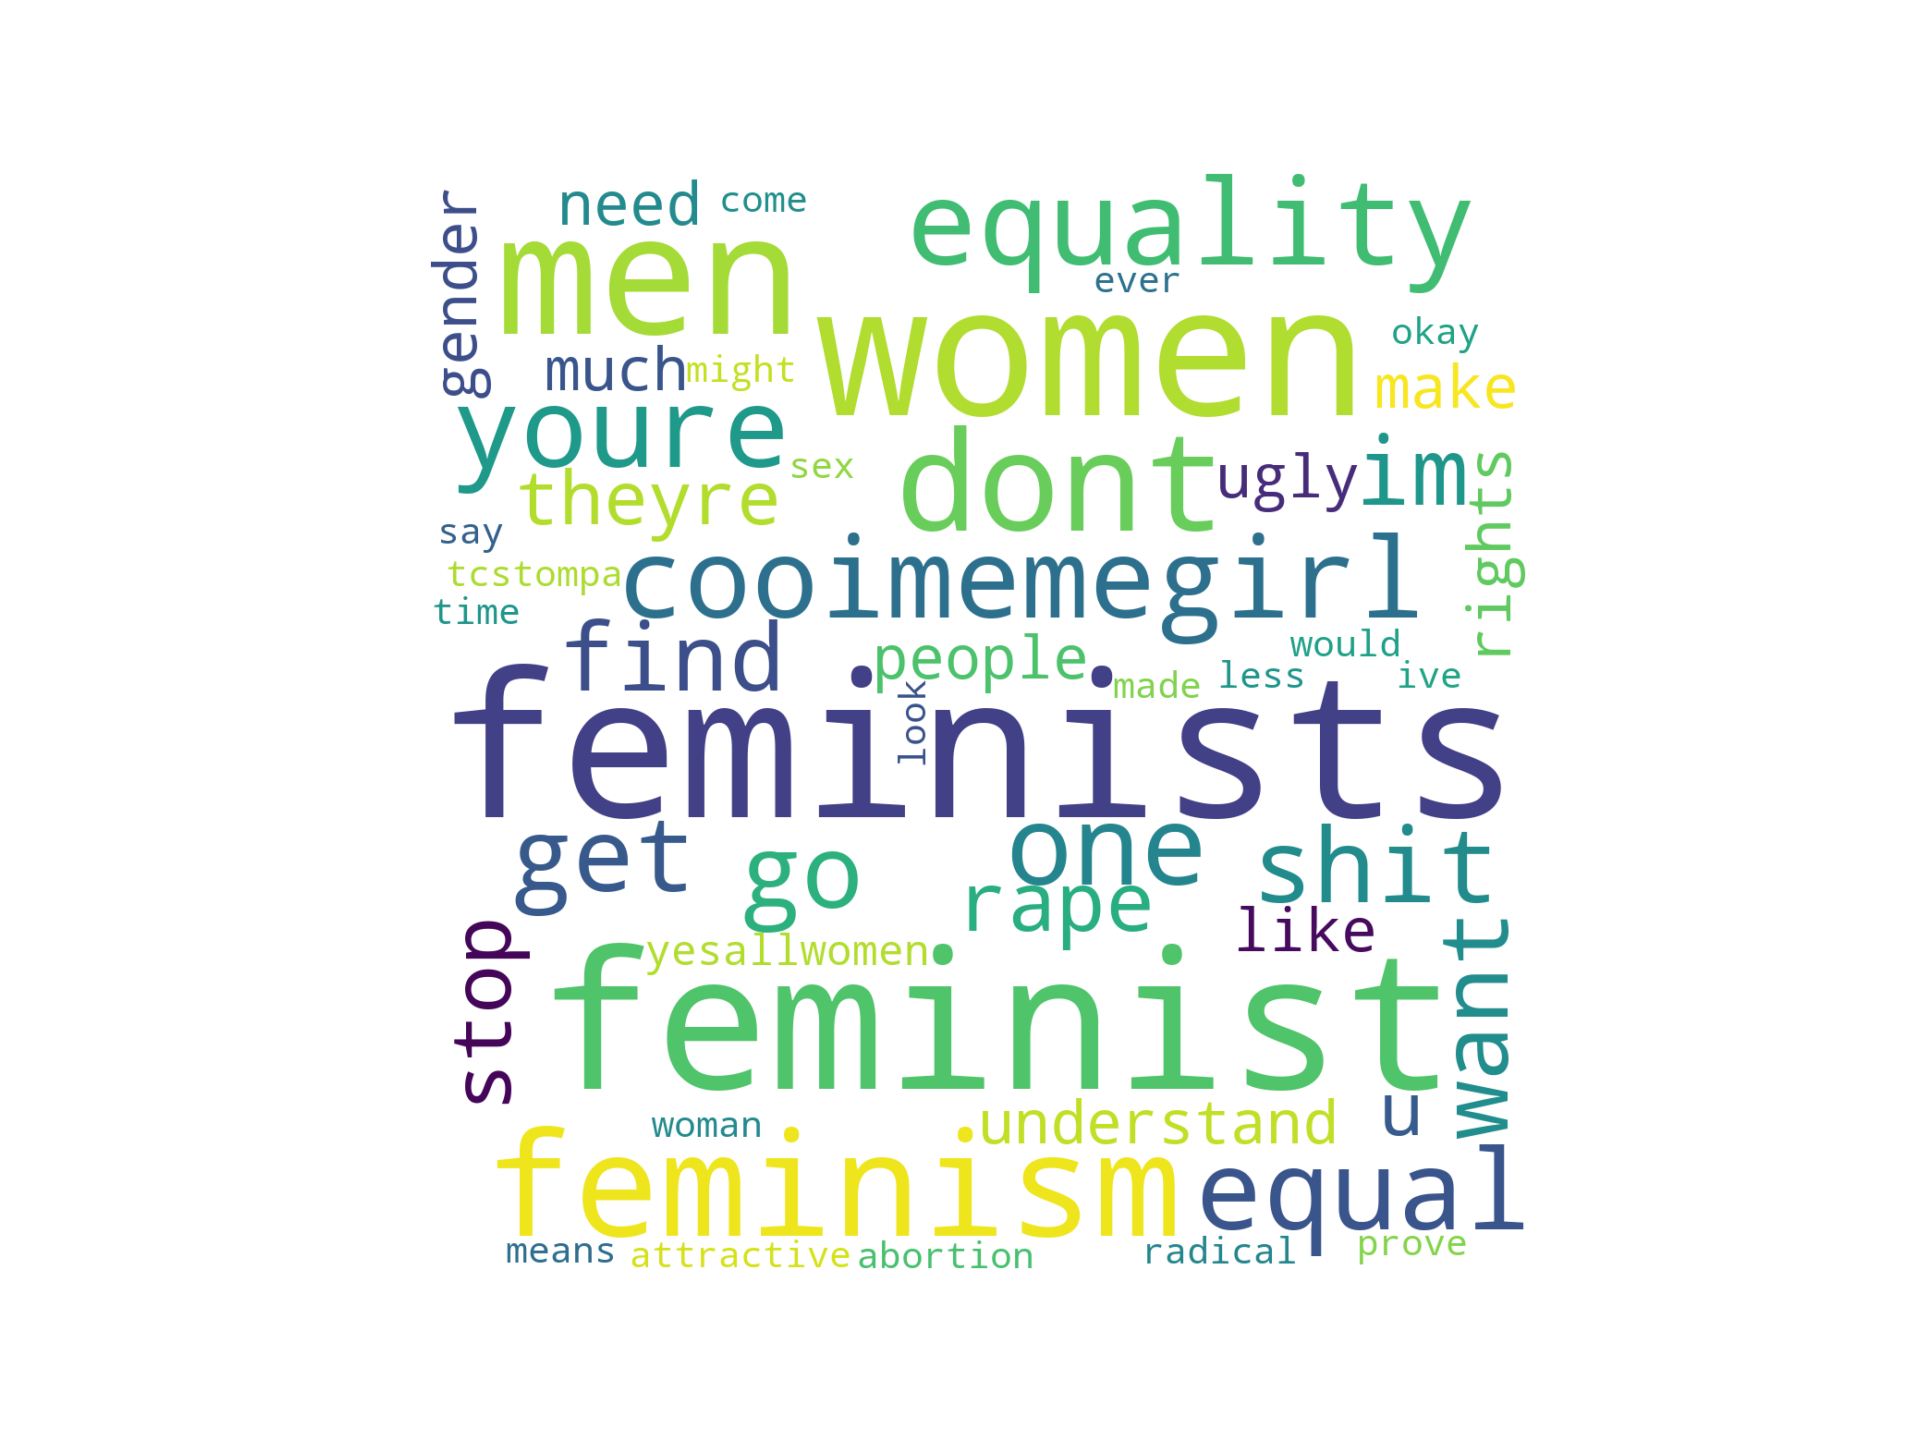 need
come
equality
gender
men
ever
women
okay
much
might
make
youre
dont
ugly
im
sex
theyre
rights
say
cooimemegirl
tcstompa
time
find
people
would
made
less
ive
look
feminists
get
go
one
shit
rape
like
stop
yesallwomen
want
feminist
woman
understand
u
feminism
equal
means
attractive
abortion
radical
prove